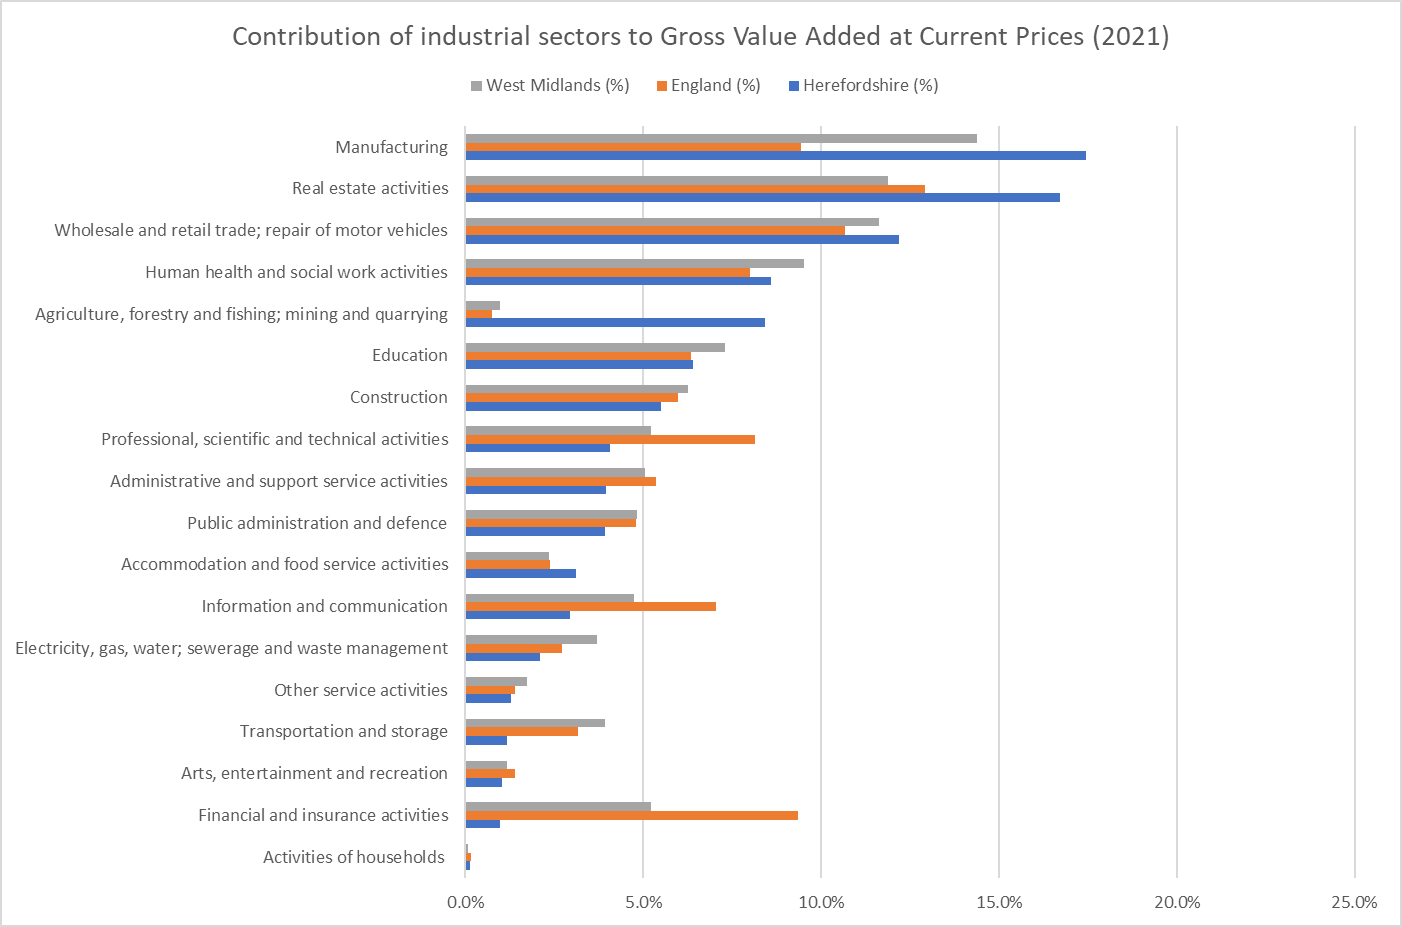 Contribution of industrial sectors to Gross Value Added at Current Prices (2021)
West Midlands (%) England (%) Herefordshire (%)
Manufacturing
Real estate activities
Wholesale and retail trade; repair of motor vehicles
Human health and social work activities
Agriculture, forestry and fishing; mining and quarrying
Education
Construction
Professional, scientific and technical activities
Administrative and support service activities
Public administration and defence
Accommodation and food service activities
Information and communication
Electricity, gas, water; sewerage and waste management
Other service activities
Transportation and storage
Arts, entertainment and recreation
Financial and insurance activities
Activities of households
0.0% 5.0% 10.0% 15.0% 20.0% 25.0%